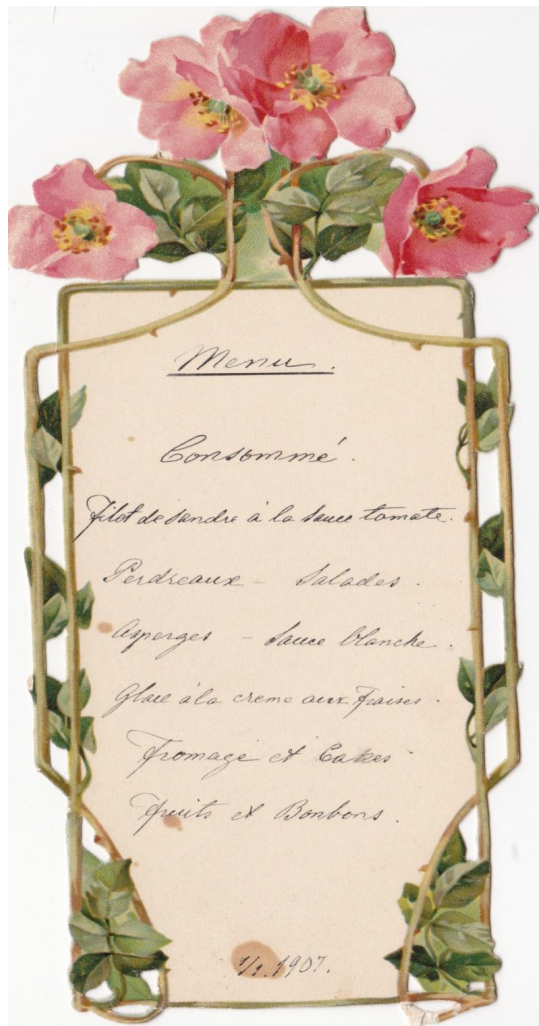 Menu.
Consommé.
Filet de sandre à la sauce tomate.
Perdreaux - Salades.
Asperges - sauce blanche.
Glace à la creme aux fraises.
Fromage et Cakes
Fruits et Bonbons.
1/1.1907.